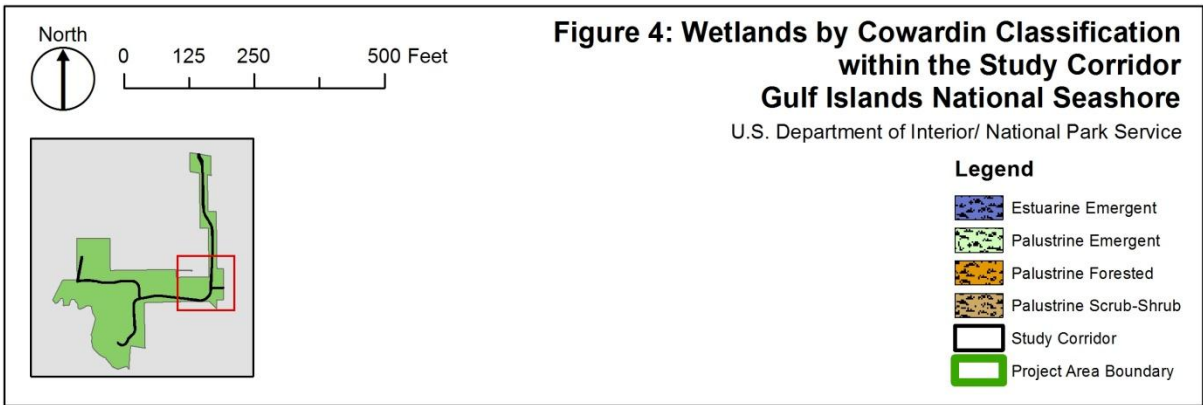 North
0 125 250 500 Feet
Figure 4: Wetlands by Cowardin Classification
within the Study Corridor
Gulf Islands National Seashore
U.S. Department of Interior/ National Park Service
Legend
Estuarine Emergent
Palustrine Emergent
Palustrine Forested
Palustrine Scrub-Shrub
Study Corridor
Project Area Boundary